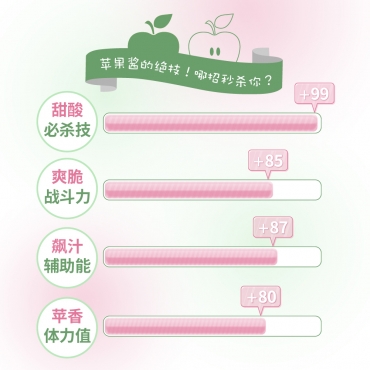 苹果酱的绝技！哪招秒杀你？
+99
甜酸
必杀技
+85
爽脆
战斗力
+87
飙汁
辅助能
+80
苹香
体力值